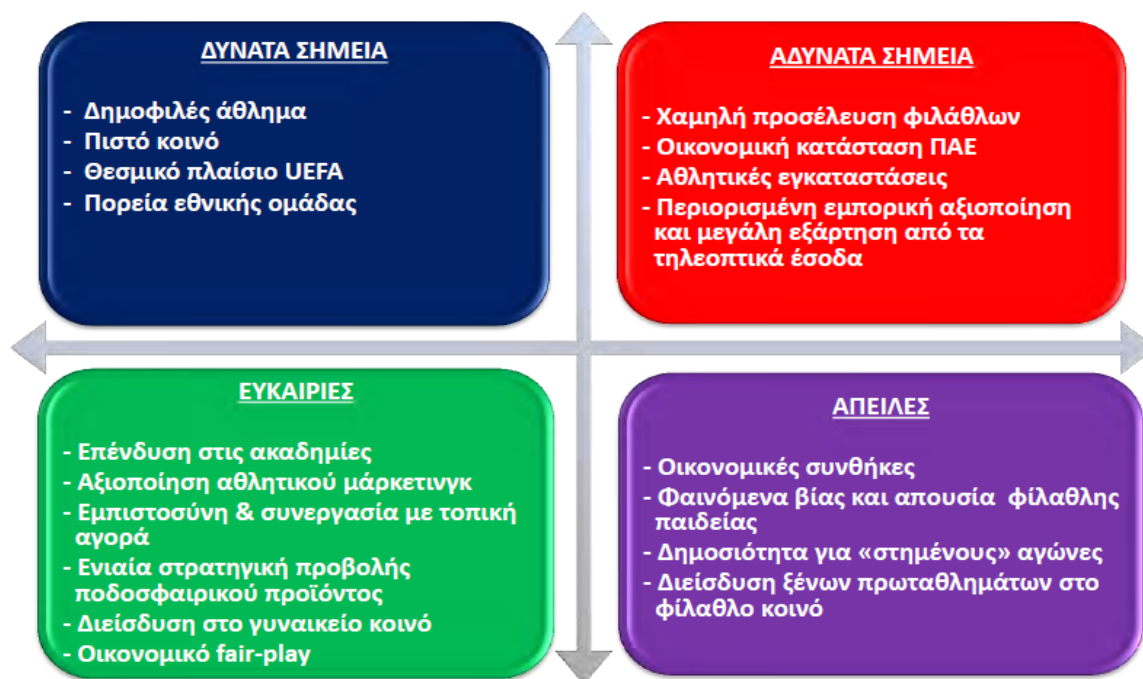 ΔΥΝΑΤΑ ΣΗΜΕΙΑ
- Δημοφιλές άθλημα
- Πιστό κοινό
- Θεσμικό πλαίσιο UEFA
- Πορεία εθνικής ομάδας
ΑΔΥΝΑΤΑ ΣΗΜΕΙΑ
- Χαμηλή προσέλευση φιλάθλων
- Οικονομική κατάσταση ΠΑΕ
- Αθλητικές εγκαταστάσεις
- Περιορισμένη εμπορική αξιοποίηση
και μεγάλη εξάρτηση από τα
τηλεοπτικά έσοδα
ΕΥΚΑΙΡΙΕΣ
- Επένδυση στις ακαδημίες
- Αξιοποίηση αθλητικού μάρκετινγκ
- Εμπιστοσύνη & συνεργασία με τοπική
αγορά
- Ενιαία στρατηγική προβολής
ποδοσφαιρικού προϊόντος
- Διείσδυση στο γυναικείο κοινό
- Οικονομικό fair-play
ΑΠΕΙΛΕΣ
- Οικονομικές συνθήκες
- Φαινόμενα βίας και απουσία φίλαθλης
παιδείας
- Δημοσιότητα για «στημένους» αγώνες
- Διείσδυση ξένων πρωταθλημάτων στο
φίλαθλο κοινό